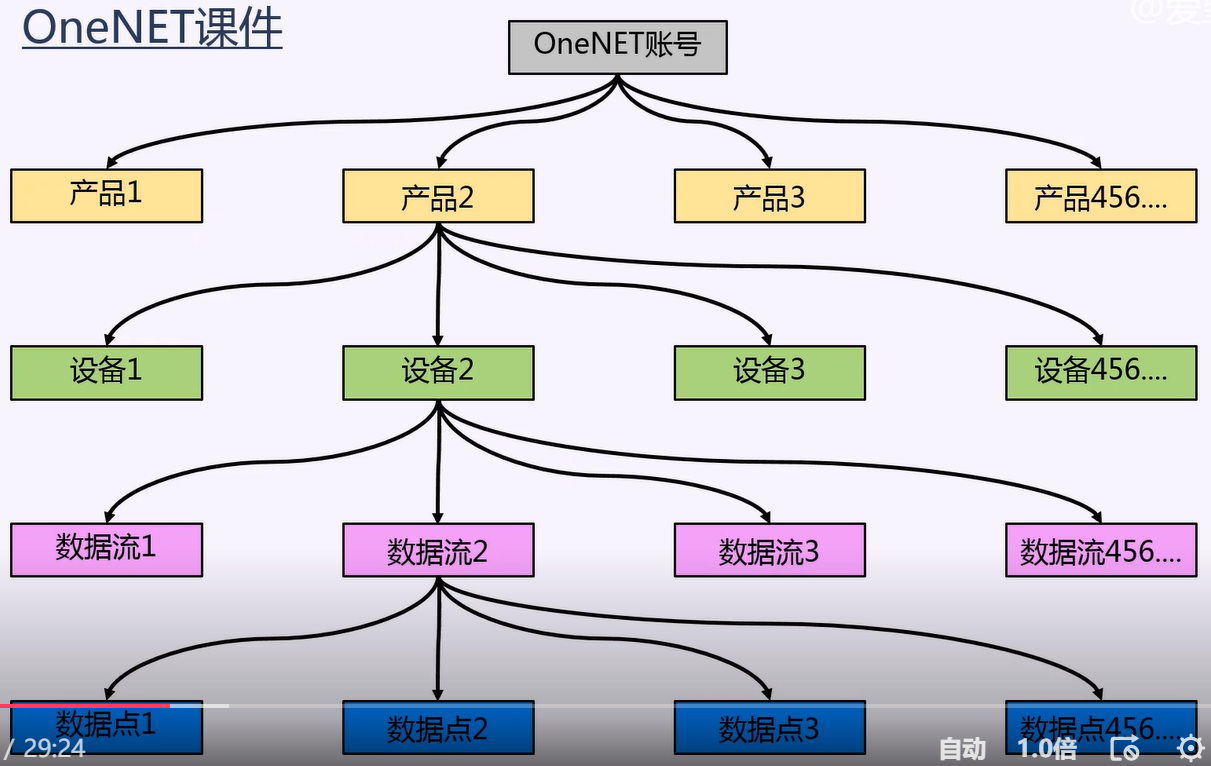 OneNET课件
OneNET账号
产品1
产品2
产品3
产品456....
设备1
设备2
设备3
设备456....
数据流1
数据流2
数据流3
数据流456....
数据点1
数据点2
数据点3
数据点456....
/ 29:24
自动
1.0倍